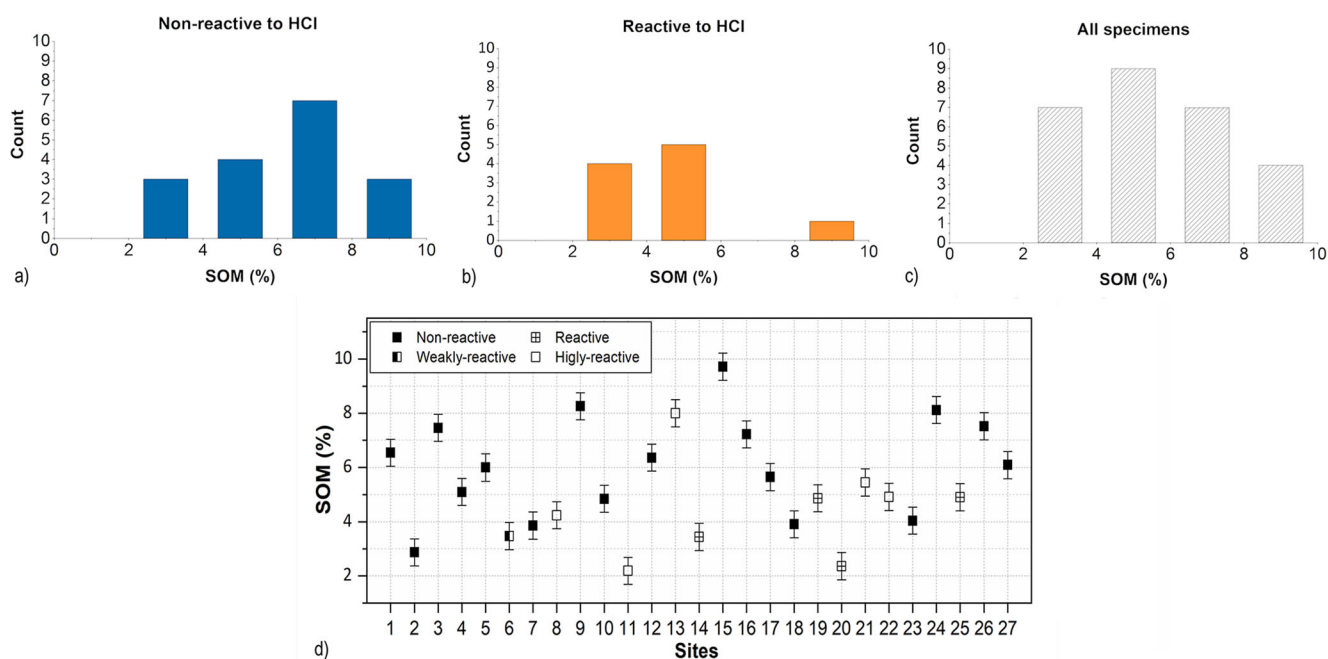 Non-reactive to HCl
10
9
8
7
6
5
4
3
2
1
0
Count
0 2 4 6 8 10
SOM (%)
a)
Reactive to HCl
10
9
8
7
6
5
4
3
2
1
0
Count
0 2 4 6 8 10
SOM (%)
b)
All specimens
10
9
8
7
6
5
4
3
2
1
0
Count
0 2 4 6 8 10
SOM (%)
c)
Non-reactive Reactive
Weakly-reactive Higly-reactive
10
8
6
4
2
SOM (%)
1 2 3 4 5 6 7 8 9 10 11 12 13 14 15 16 17 18 19 20 21 22 23 24 25 26 27
Sites
d)